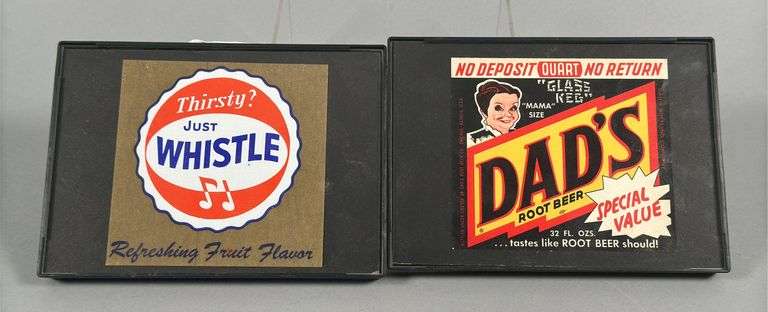 Thirsty?
JUST
WHISTLE
Refreshing Fruit Flavor
NO DEPOSIT QUART NO RETURN
"GLASS
KEG"
"MAMA"
SIZE
DAD'S
ROOT BEER
SPECIAL
VALUE
32 FL. OZS.
...tastes like ROOT BEER should!